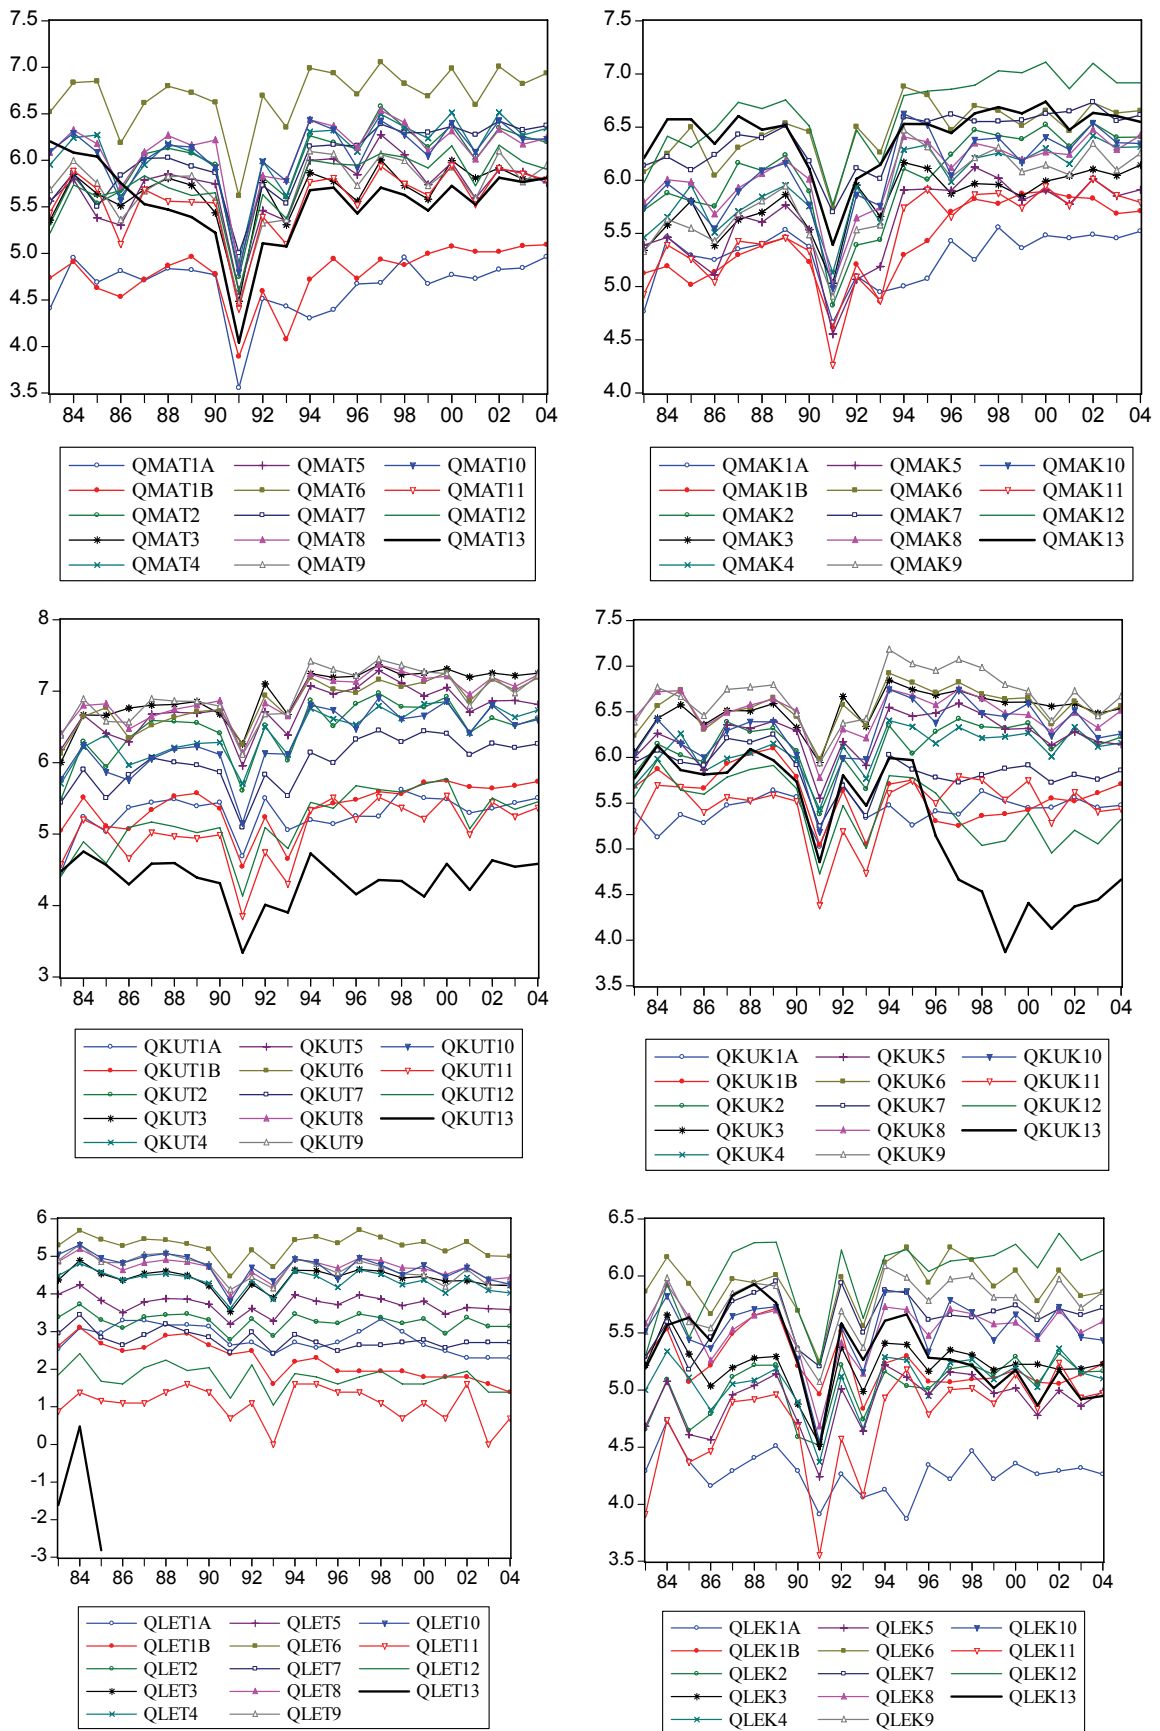 7.5
7.0
6.5
6.0
5.5
5.0
4.5
4.0
3.5
84 86 88 90 92 94 96 98 00 02 04
QMAT1A QMAT5 QMAT10
QMAT1B QMAT6 QMAT11
QMAT2 QMAT7 QMAT12
QMAT3 QMAT8 QMAT13
QMAT4 QMAT9
7.5
7.0
6.5
6.0
5.5
5.0
4.5
4.0
84 86 88 90 92 94 96 98 00 02 04
QMAK1A QMAK5 QMAK10
QMAK1B QMAK6 QMAK11
QMAK2 QMAK7 QMAK12
QMAK3 QMAK8 QMAK13
QMAK4 QMAK9
8
7
6
5
4
3
84 86 88 90 92 94 96 98 00 02 04
QKUT1A QKUT5 QKUT10
QKUT1B QKUT6 QKUT11
QKUT2 QKUT7 QKUT12
QKUT3 QKUT8 QKUT13
QKUT4 QKUT9
7.5
7.0
6.5
6.0
5.5
5.0
4.5
4.0
3.5
84 86 88 90 92 94 96 98 00 02 04
QKUK1A QKUK5 QKUK10
QKUK1B QKUK6 QKUK11
QKUK2 QKUK7 QKUK12
QKUK3 QKUK8 QKUK13
QKUK4 QKUK9
6
5
4
3
2
1
0
-1
-2
-3
84 86 88 90 92 94 96 98 00 02 04
QLET1A QLET5 QLET10
QLET1B QLET6 QLET11
QLET2 QLET7 QLET12
QLET3 QLET8 QLET13
QLET4 QLET9
6.5
6.0
5.5
5.0
4.5
4.0
3.5
84 86 88 90 92 94 96 98 00 02 04
QLEK1A QLEK5 QLEK10
QLEK1B QLEK6 QLEK11
QLEK2 QLEK7 QLEK12
QLEK3 QLEK8 QLEK13
QLEK4 QLEK9